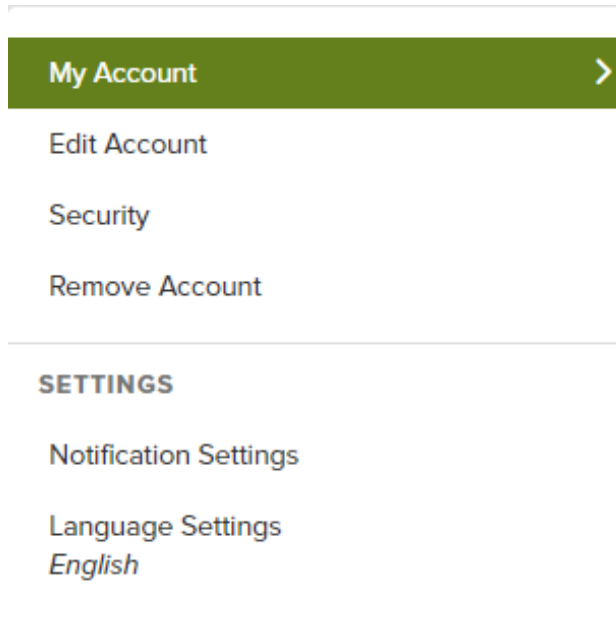 My Account
Edit Account
Security
Remove Account
SETTINGS
Notification Settings
Language Settings
English